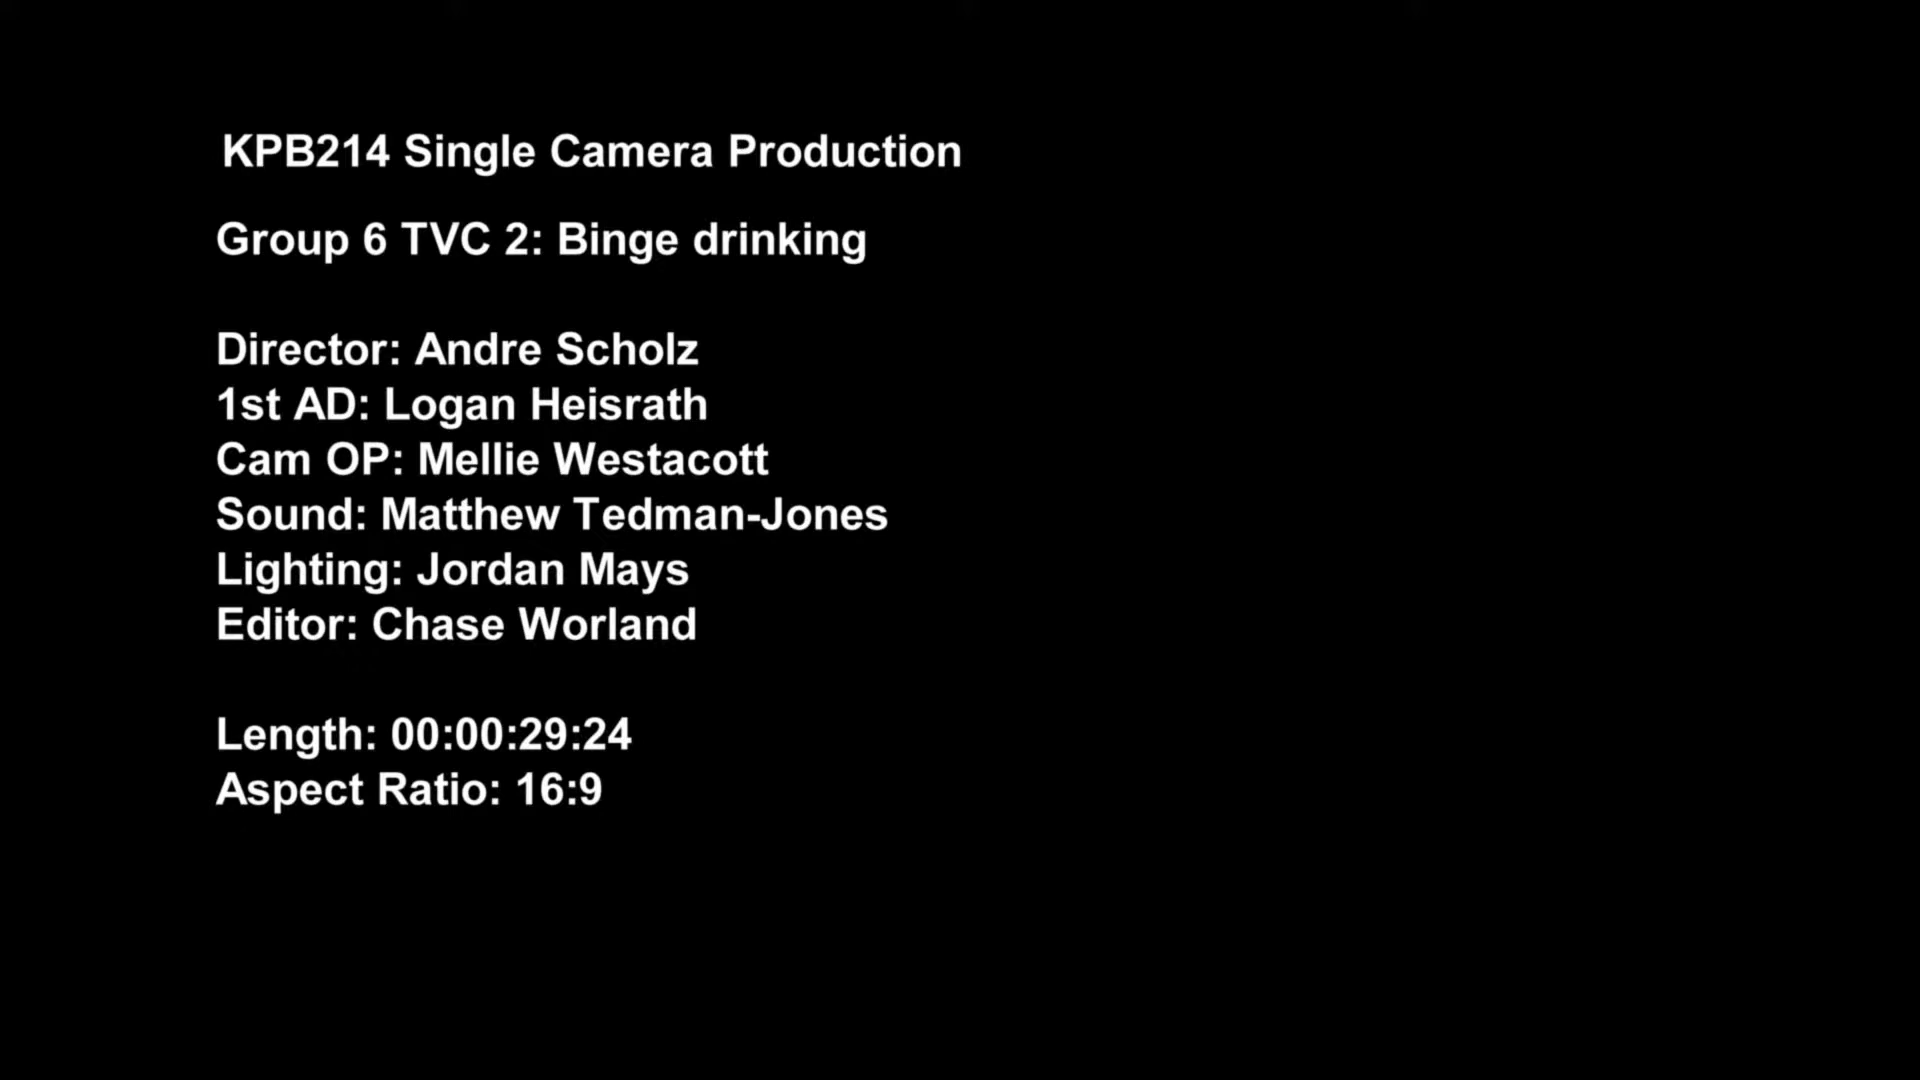 KPB214 Single Camera Production
Group 6 TVC 2: Binge drinking
Director: Andre Scholz
1st AD: Logan Heisrath
Cam OP: Mellie Westacott
Sound: Matthew Tedman-Jones
Lighting: Jordan Mays
Editor: Chase Worland
Length: 00:00:29:24
Aspect Ratio: 16:9